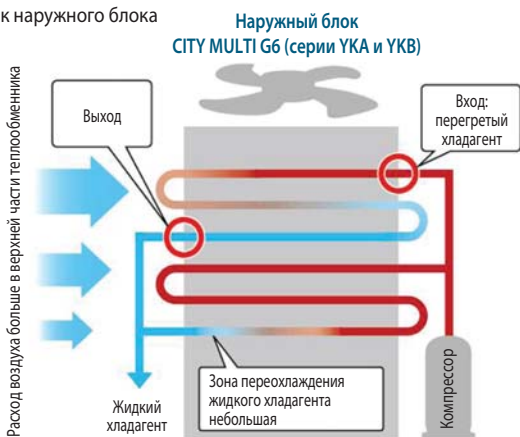 к наружного блока
Наружный блок
CITY MULTI G6 (серии YKA и YKB)
Расход воздуха больше в верхней части теплообменника
Выход
Вход:
перегретый
хладагент
Зона переохлаждения
жидкого хладагента
небольшая
Жидкий
хладагент
Компрессор